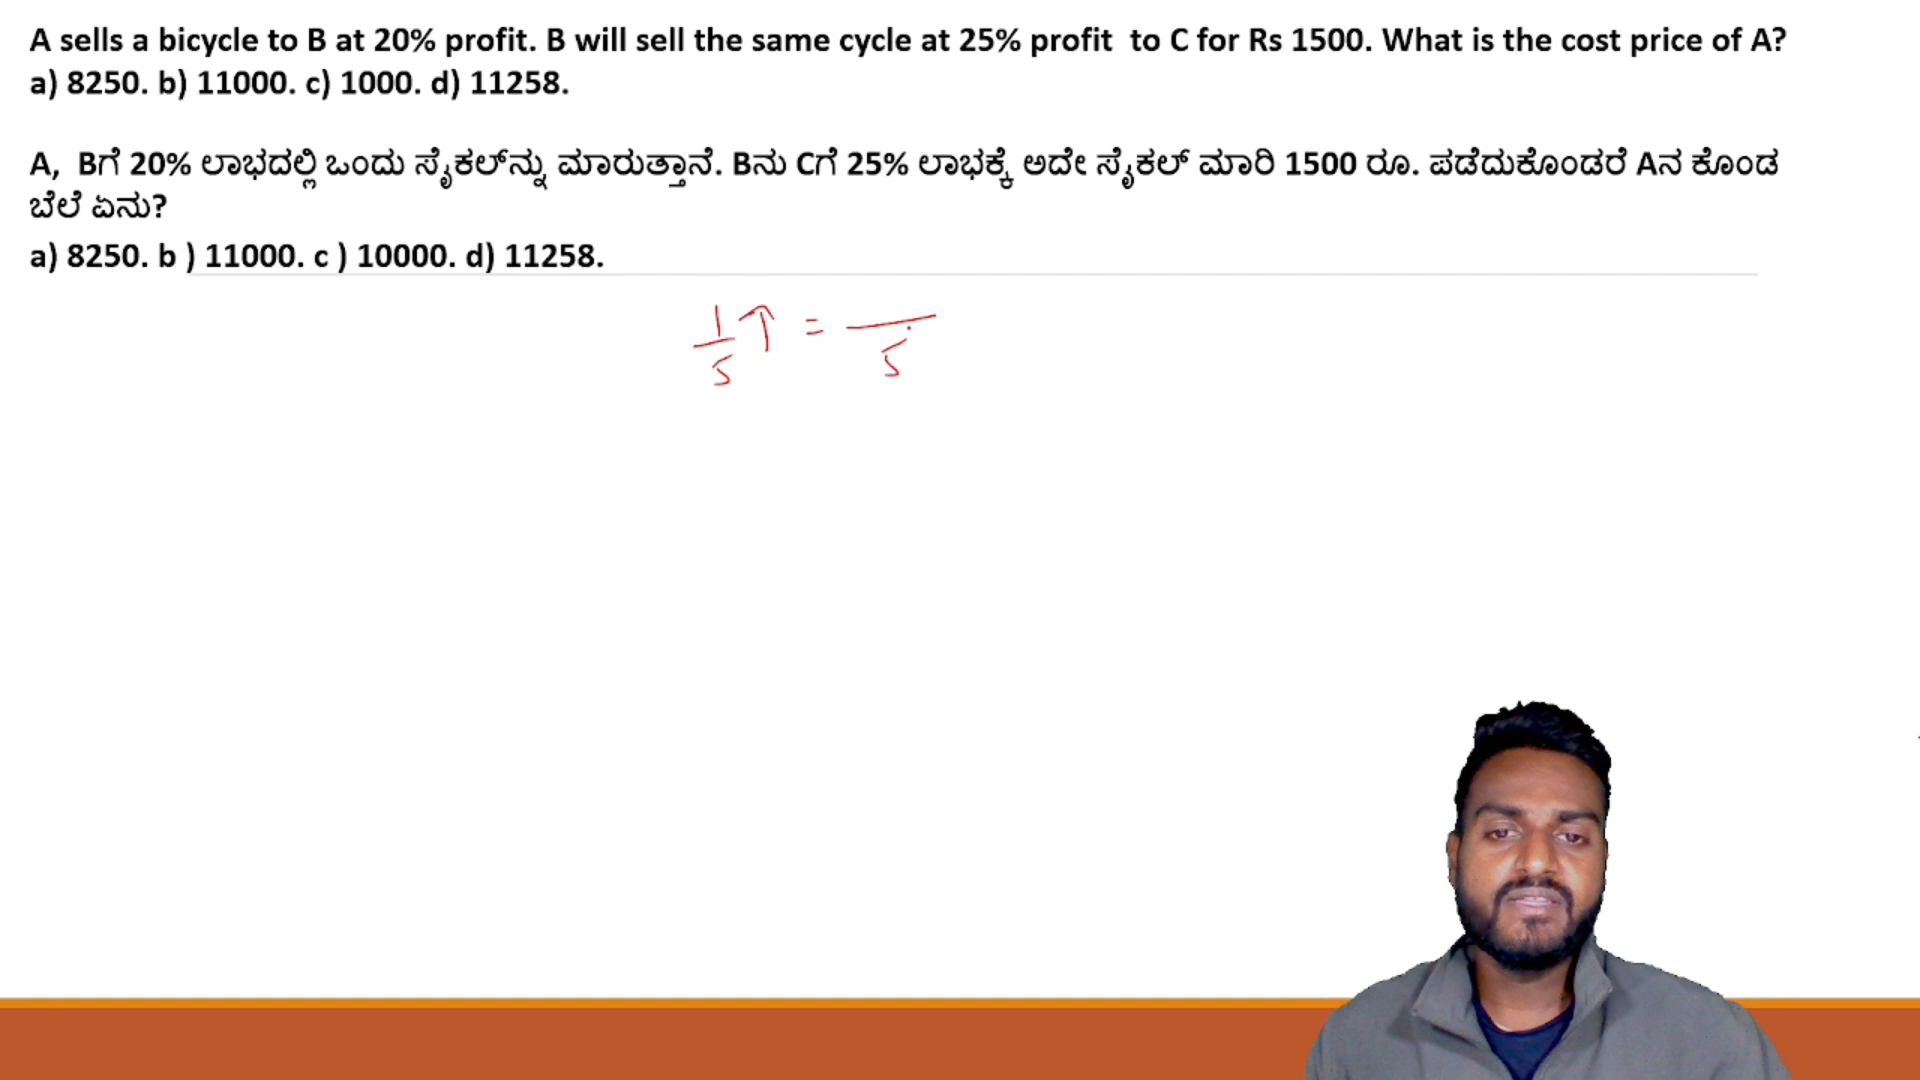 A sells a bicycle to B at 20% profit. B will sell the same cycle at 25% profit to C for Rs 1500. What is the cost price of A?
a) 8250. b) 11000. c) 1000. d) 11258.
A, Bಗೆ 20% ಲಾಭದಲ್ಲಿ ಒಂದು ಸೈಕಲ್‌ನ್ನು ಮಾರುತ್ತಾನೆ. Bನು Cಗೆ 25% ಲಾಭಕ್ಕೆ ಅದೇ ಸೈಕಲ್ ಮಾರಿ 1500 ರೂ. ಪಡೆದುಕೊಂಡರೆ Aನ ಕೊಂಡ
ಬೆಲೆ ಏನು?
a) 8250. b ) 11000. c ) 10000. d) 11258.
1/5 ↑ = /5